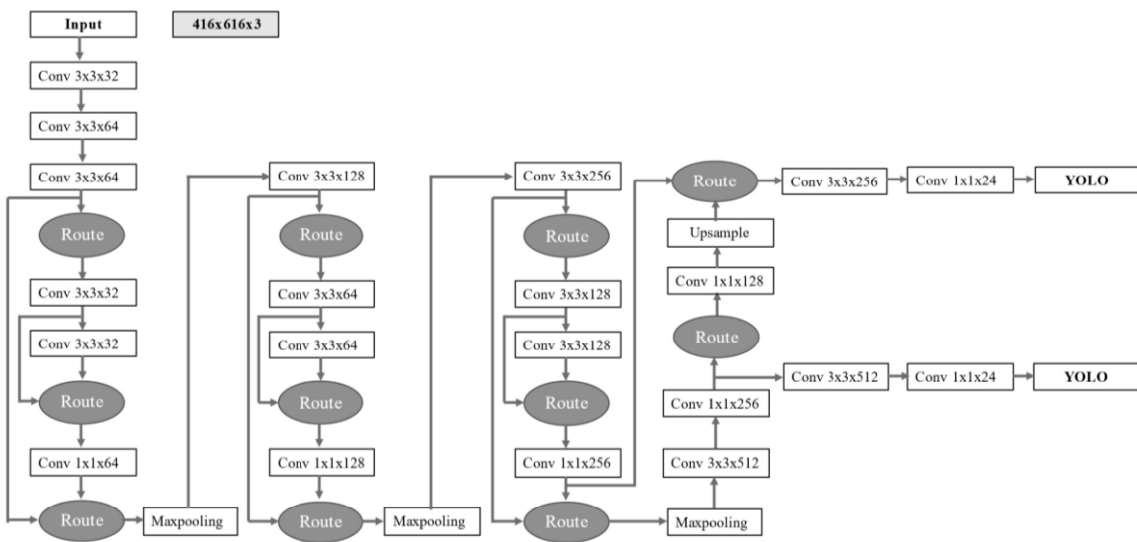 Input
416x616x3
Conv 3x3x32
Conv 3x3x64
Conv 3x3x64
Route
Conv 3x3x32
Conv 3x3x32
Route
Conv 1x1x64
Route
Maxpooling
Conv 3x3x128
Route
Conv 3x3x64
Conv 3x3x64
Route
Conv 1x1x128
Route
Maxpooling
Conv 3x3x256
Route
Conv 3x3x128
Conv 3x3x128
Route
Conv 1x1x256
Route
Maxpooling
Conv 3x3x512
Conv 1x1x256
Conv 3x3x512
Conv 1x1x24
YOLO
Route
Conv 1x1x128
Upsample
Route
Conv 3x3x256
Conv 1x1x24
YOLO